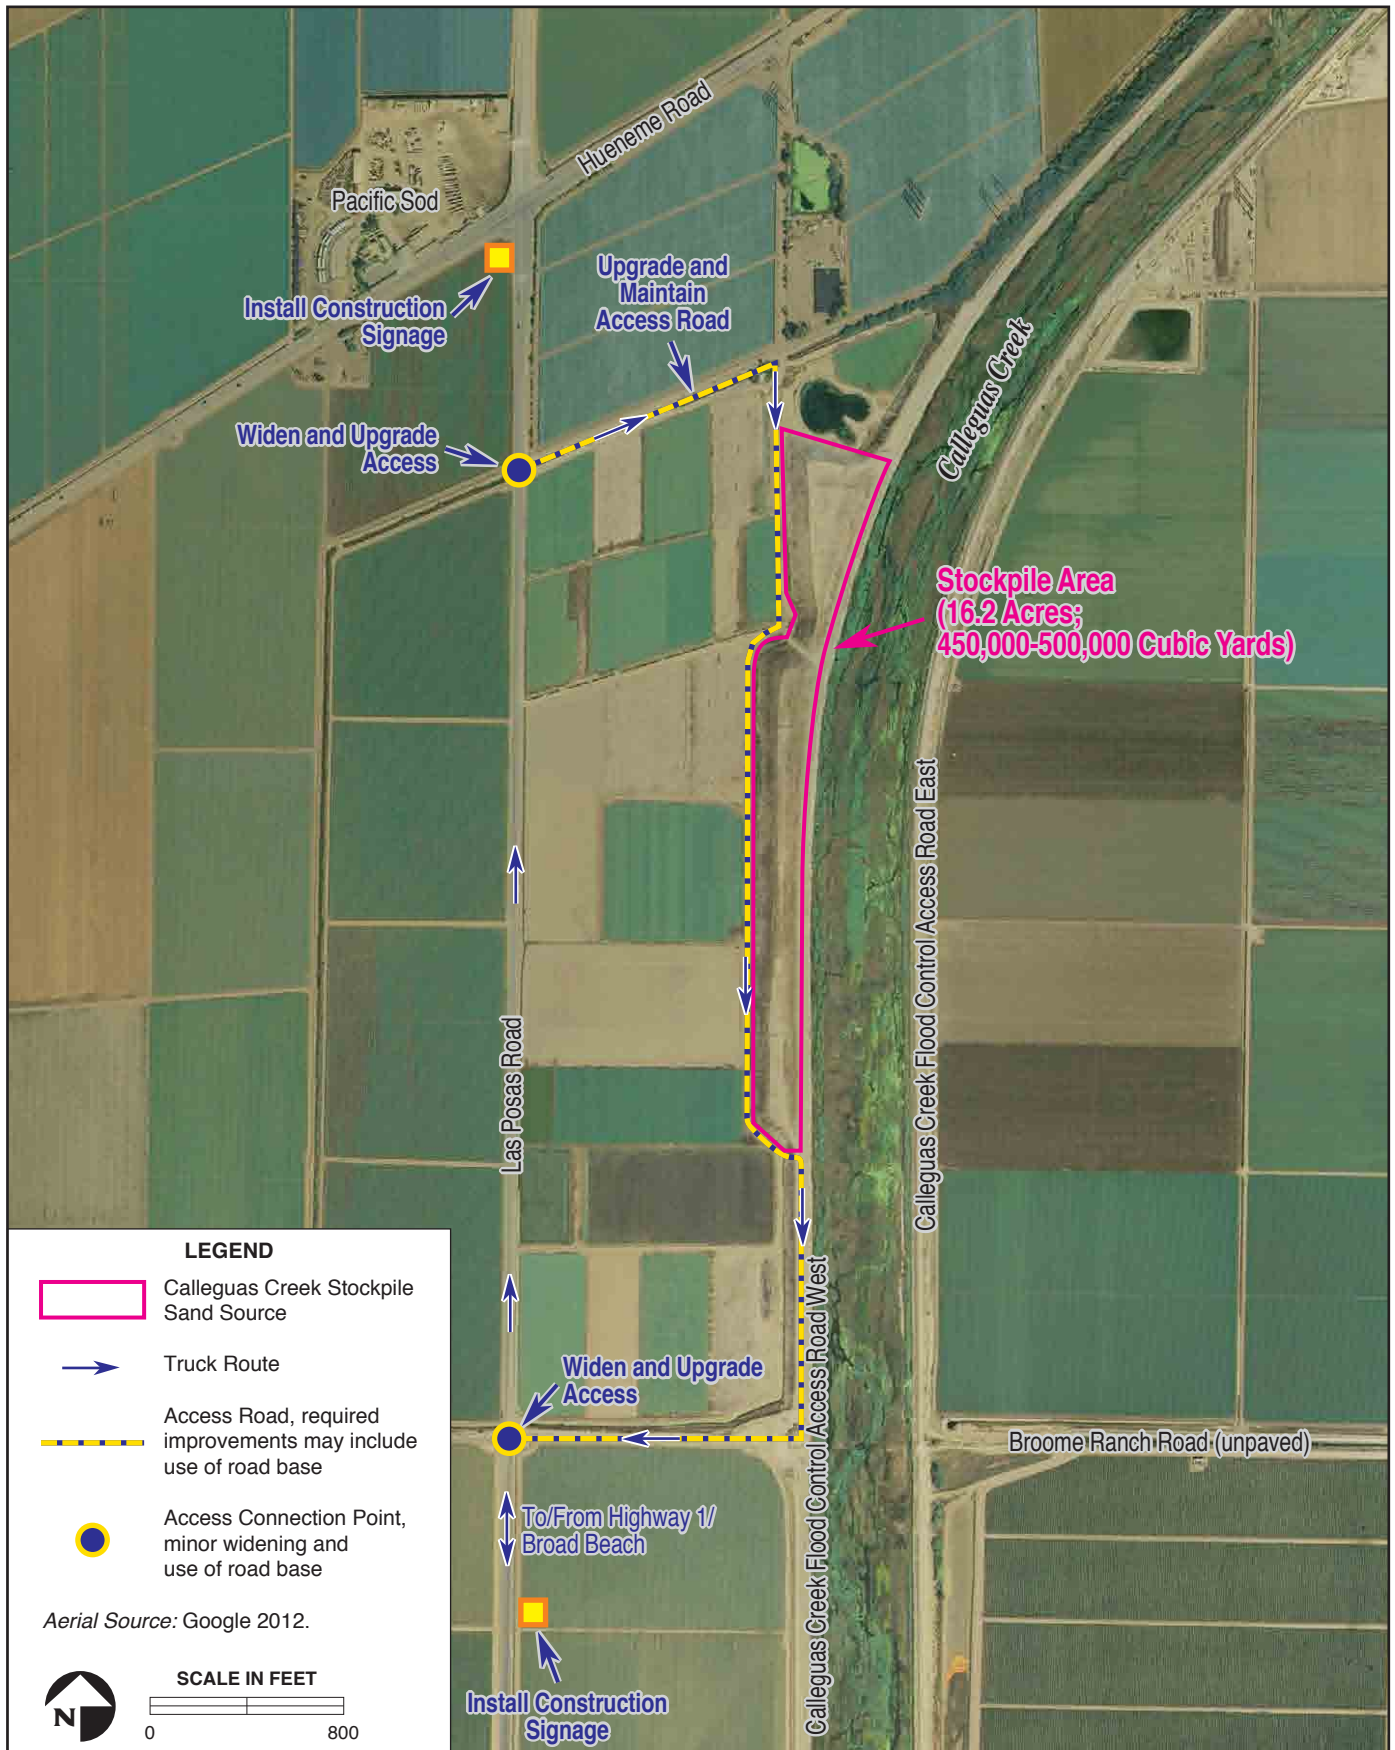 Hueneme Road
Pacific Sod
Install Construction
Signage
Upgrade and
Maintain
Access Road
Widen and Upgrade
Access
Calleguas Creek
Stockpile Area
(16.2 Acres;
450,000-500,000 Cubic Yards)
Calleguas Creek Flood Control Access Road East
Las Posas Road
Calleguas Creek Flood Control Access Road West
Widen and Upgrade
Access
Broome Ranch Road (unpaved)
To/From Highway 1/
Broad Beach
Install Construction
Signage
LEGEND
Calleguas Creek Stockpile
Sand Source
Truck Route
Access Road, required
improvements may include
use of road base
Access Connection Point,
minor widening and
use of road base
Aerial Source: Google 2012.
N
SCALE IN FEET
0 800